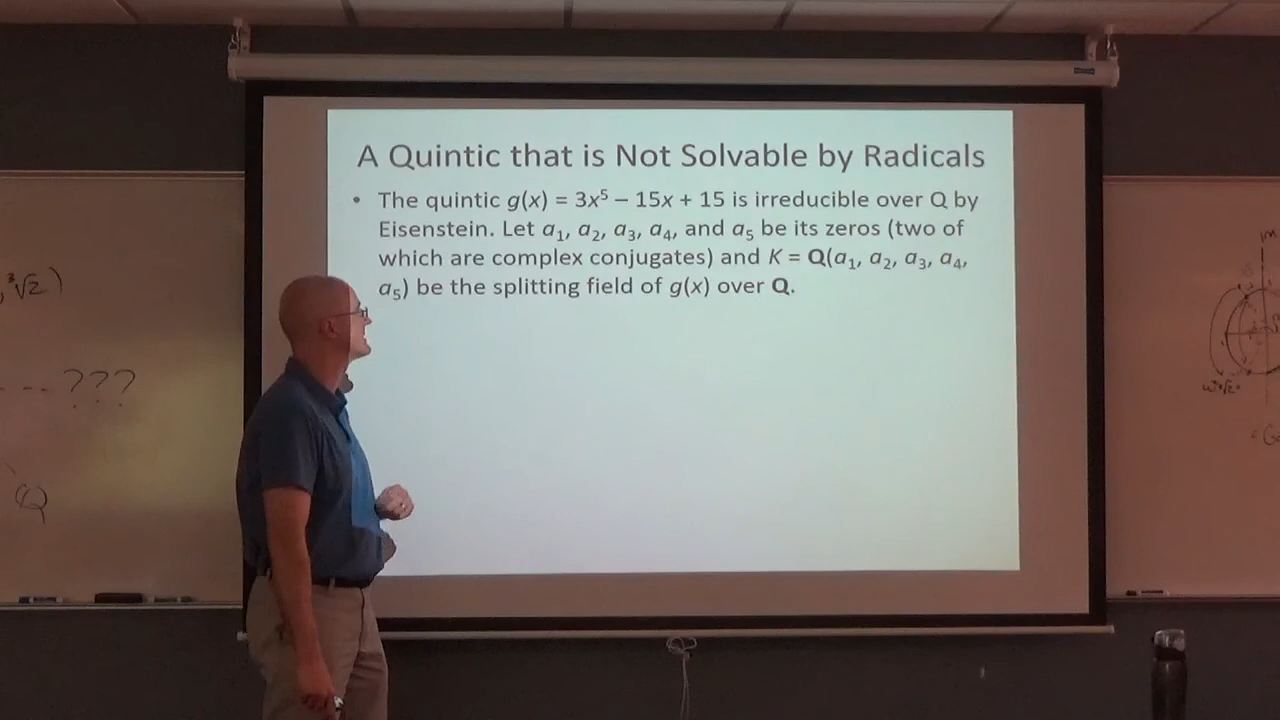 A Quintic that is Not Solvable by Radicals
• The quintic g(x) = 3x⁵ – 15x + 15 is irreducible over Q by
Eisenstein. Let a₁, a₂, a₃, a₄, and a₅ be its zeros (two of
which are complex conjugates) and K = Q(a₁, a₂, a₃, a₄,
a₅) be the splitting field of g(x) over Q.
, ³√2)
---???
Q